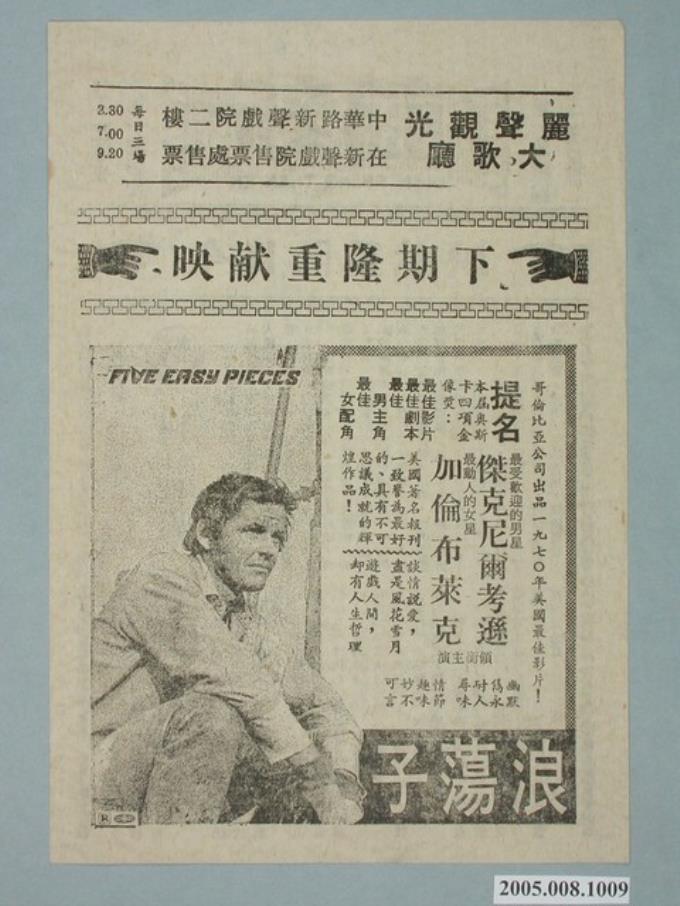 麗聲觀光
大歌廳
中華路新聲戲院二樓
在新聲戲院售票處售票
每日三場
3.30
7.00
9.20
下期隆重献映
FIVE EASY PIECES
哥倫比亞公司出品一九七〇年美國最佳影片！
提名
本屆奧斯
卡四項金
像獎：
最佳影片
最佳劇本
最佳
男主角
最佳
女配角
最受歡迎的男星
傑克尼爾考遜
最動人的女星
加倫布萊克
領銜主演
美國著名報刊
一致譽為最好
的、具有不可
思議成就的輝
煌作品！
談情說愛，
盡是風花雪月
遊戲人間，
却有人生哲理
幽默
雋永
耐人
尋味
情節
趣味
妙不
可言
浪蕩子
R
2005.008.1009